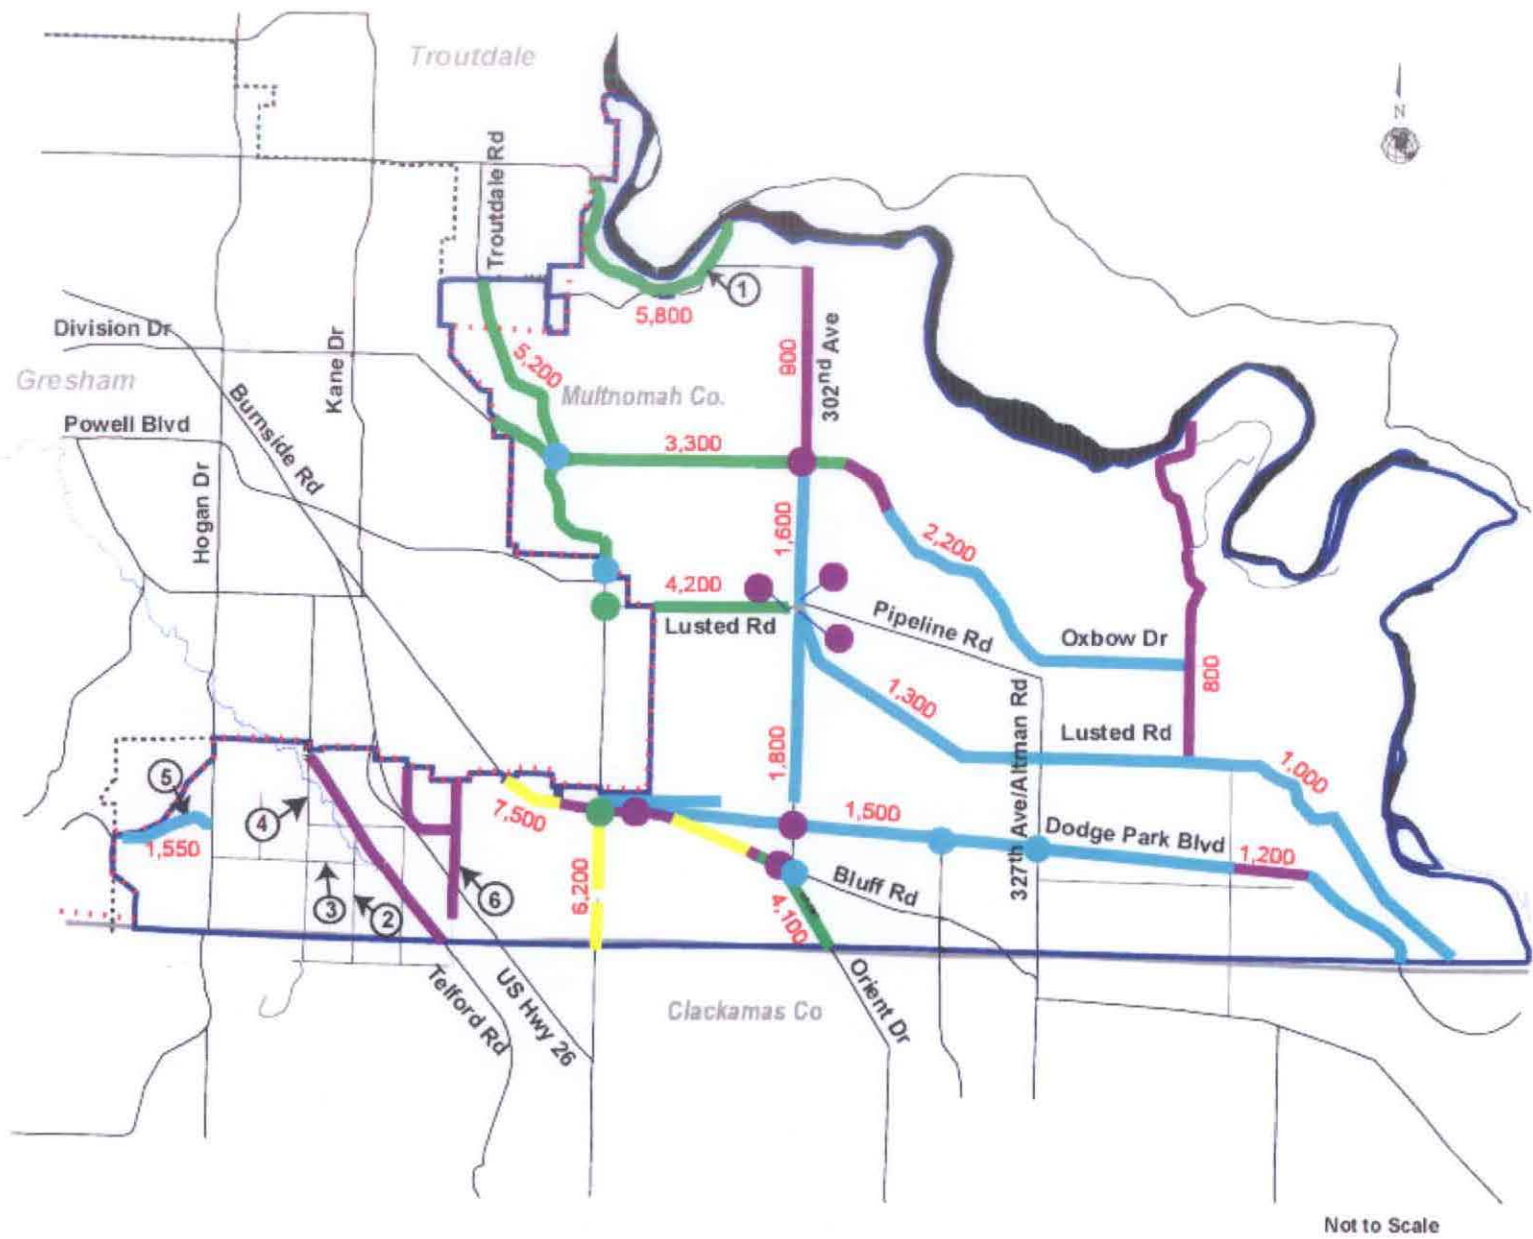 Troutdale
N
Troutdale Rd
1
5,800
Division Dr
Kane Dr
5,200
900
302nd Ave
Gresham
Multnomah Co.
Burnside Rd
Powell Blvd
3,300
Hogan Dr
1,600
2,200
4,200
Lusted Rd
Pipeline Rd
Oxbow Dr
800
1,300
327th Ave/Altman Rd
Lusted Rd
1,800
1,000
5
4
7,500
1,500
Dodge Park Blvd
1,550
1,200
3
2
6
6,200
4,100
Bluff Rd
Telford Rd
US Hwy 26
Orient Dr
Clackamas Co
Not to Scale